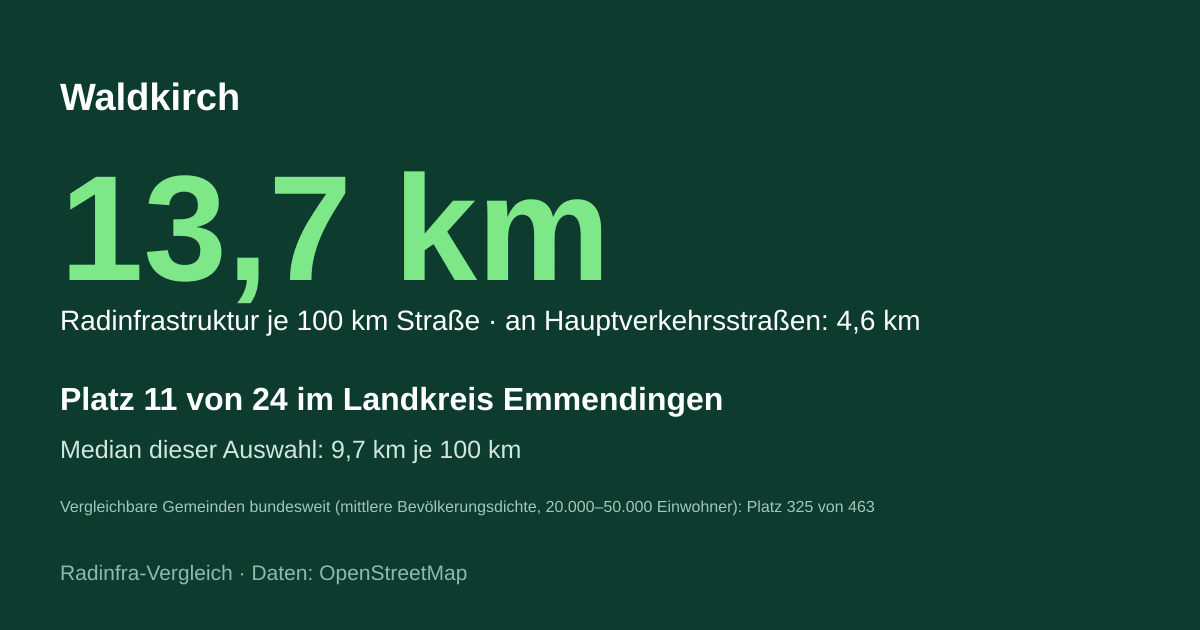 Waldkirch
13,7 km
Radinfrastruktur je 100 km Straße · an Hauptverkehrsstraßen: 4,6 km
Platz 11 von 24 im Landkreis Emmendingen
Median dieser Auswahl: 9,7 km je 100 km
Vergleichbare Gemeinden bundesweit (mittlere Bevölkerungsdichte, 20.000–50.000 Einwohner): Platz 325 von 463
Radinfra-Vergleich · Daten: OpenStreetMap